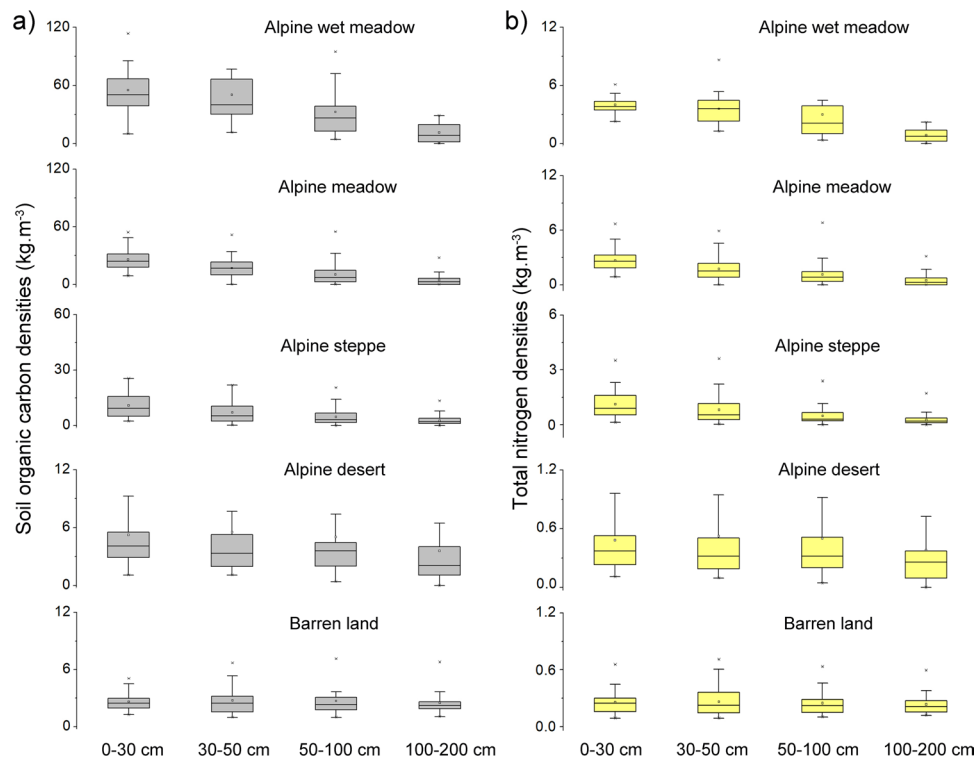 a)
Soil organic carbon densities (kg.m-3)
Alpine wet meadow
120
60
0
Alpine meadow
120
60
0
Alpine steppe
60
30
0
Alpine desert
12
6
0
Barren land
12
6
0
0-30 cm 30-50 cm 50-100 cm 100-200 cm
b)
Total nitrogen densities (kg.m-3)
Alpine wet meadow
12
6
0
Alpine meadow
12
6
0
Alpine steppe
6
3
0
Alpine desert
1.2
0.6
0.0
Barren land
1.2
0.6
0.0
0-30 cm 30-50 cm 50-100 cm 100-200 cm